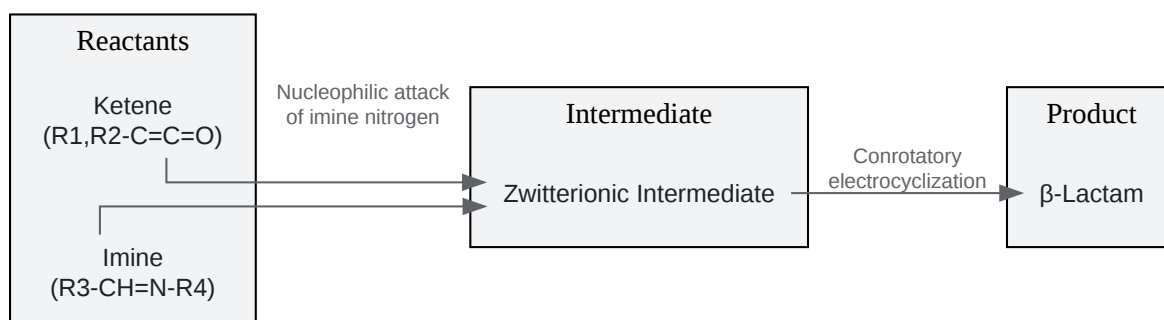 Reactants
Ketene
(R1,R2-C=C=O)
Imine
(R3-CH=N-R4)
Nucleophilic attack
of imine nitrogen
Intermediate
Zwitterionic Intermediate
Conrotatory
electrocyclization
Product
β-Lactam